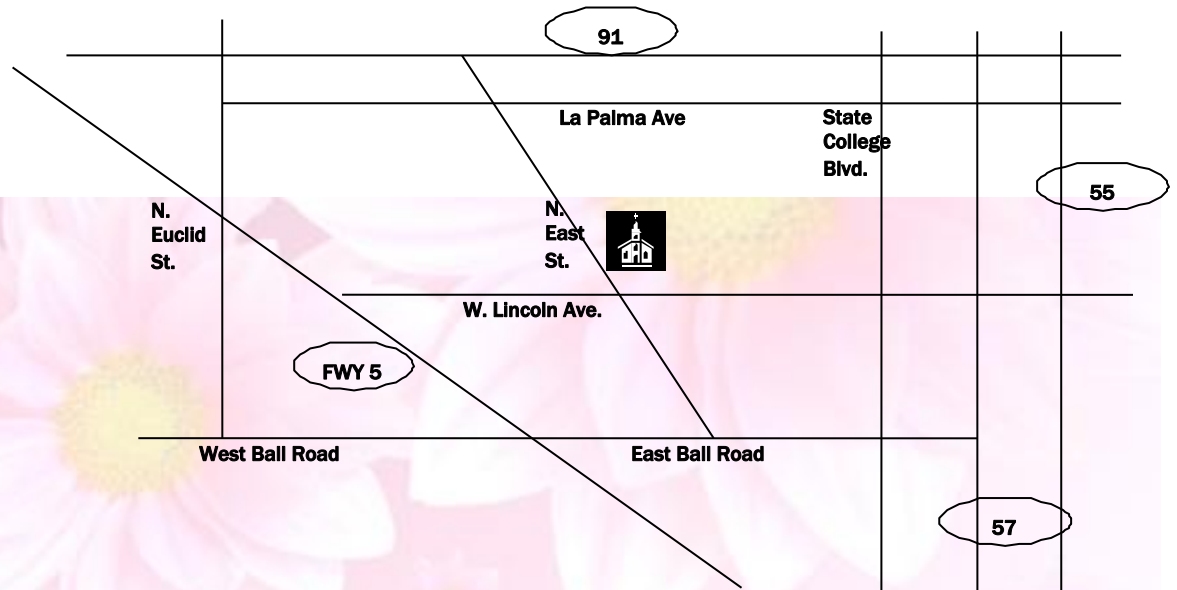 91
La Palma Ave
State
College
Blvd.
55
N.
Euclid
St.
N.
East
St.
W. Lincoln Ave.
FWY 5
West Ball Road
East Ball Road
57